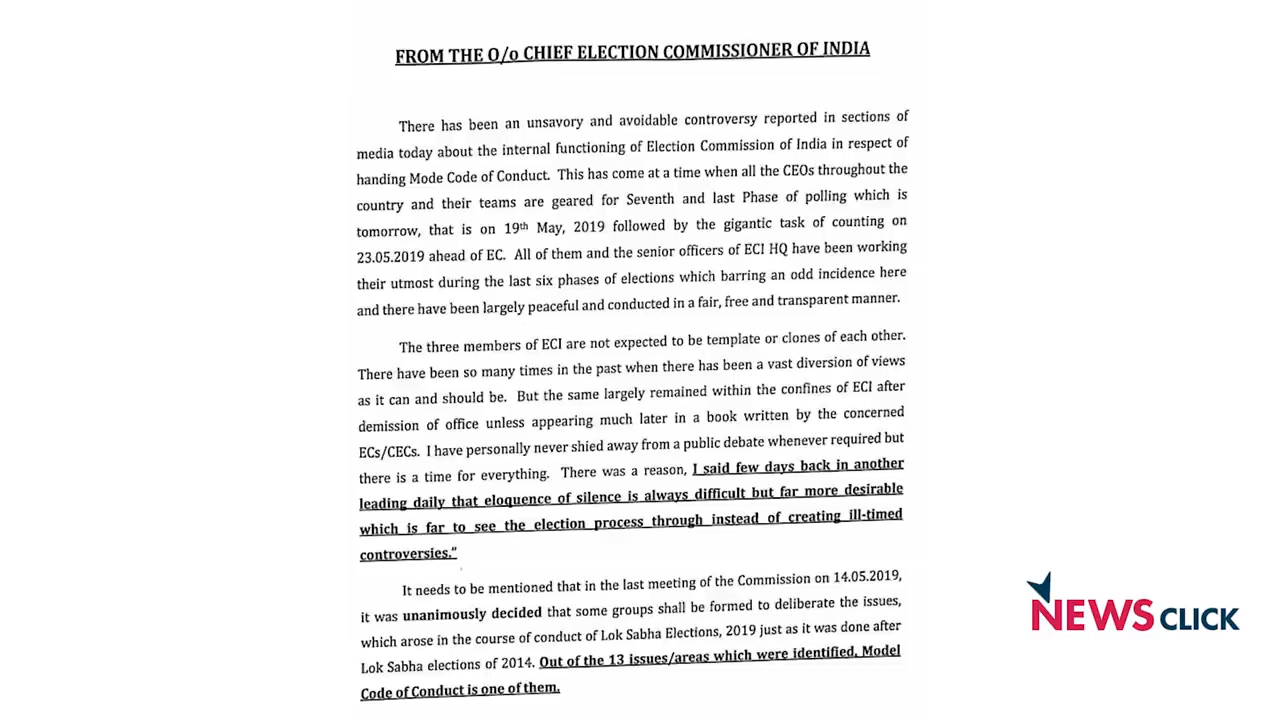 FROM THE O/o CHIEF ELECTION COMMISSIONER OF INDIA
There has been an unsavory and avoidable controversy reported in sections of
media today about the internal functioning of Election Commission of India in respect of
handing Mode Code of Conduct. This has come at a time when all the CEOs throughout the
country and their teams are geared for Seventh and last Phase of polling which is
tomorrow, that is on 19th May, 2019 followed by the gigantic task of counting on
23.05.2019 ahead of EC. All of them and the senior officers of ECI HQ have been working
their utmost during the last six phases of elections which barring an odd incidence here
and there have been largely peaceful and conducted in a fair, free and transparent manner.
The three members of ECI are not expected to be template or clones of each other.
There have been so many times in the past when there has been a vast diversion of views
as it can and should be. But the same largely remained within the confines of ECI after
demission of office unless appearing much later in a book written by the concerned
ECs/CECs. I have personally never shied away from a public debate whenever required but
there is a time for everything. There was a reason, I said few days back in another
leading daily that eloquence of silence is always difficult but far more desirable
which is far to see the election process through instead of creating ill-timed
controversies."
It needs to be mentioned that in the last meeting of the Commission on 14.05.2019,
it was unanimously decided that some groups shall be formed to deliberate the issues,
which arose in the course of conduct of Lok Sabha Elections, 2019 just as it was done after
Lok Sabha elections of 2014. Out of the 13 issues/areas which were identified, Model
Code of Conduct is one of them.
NEWSCLICK